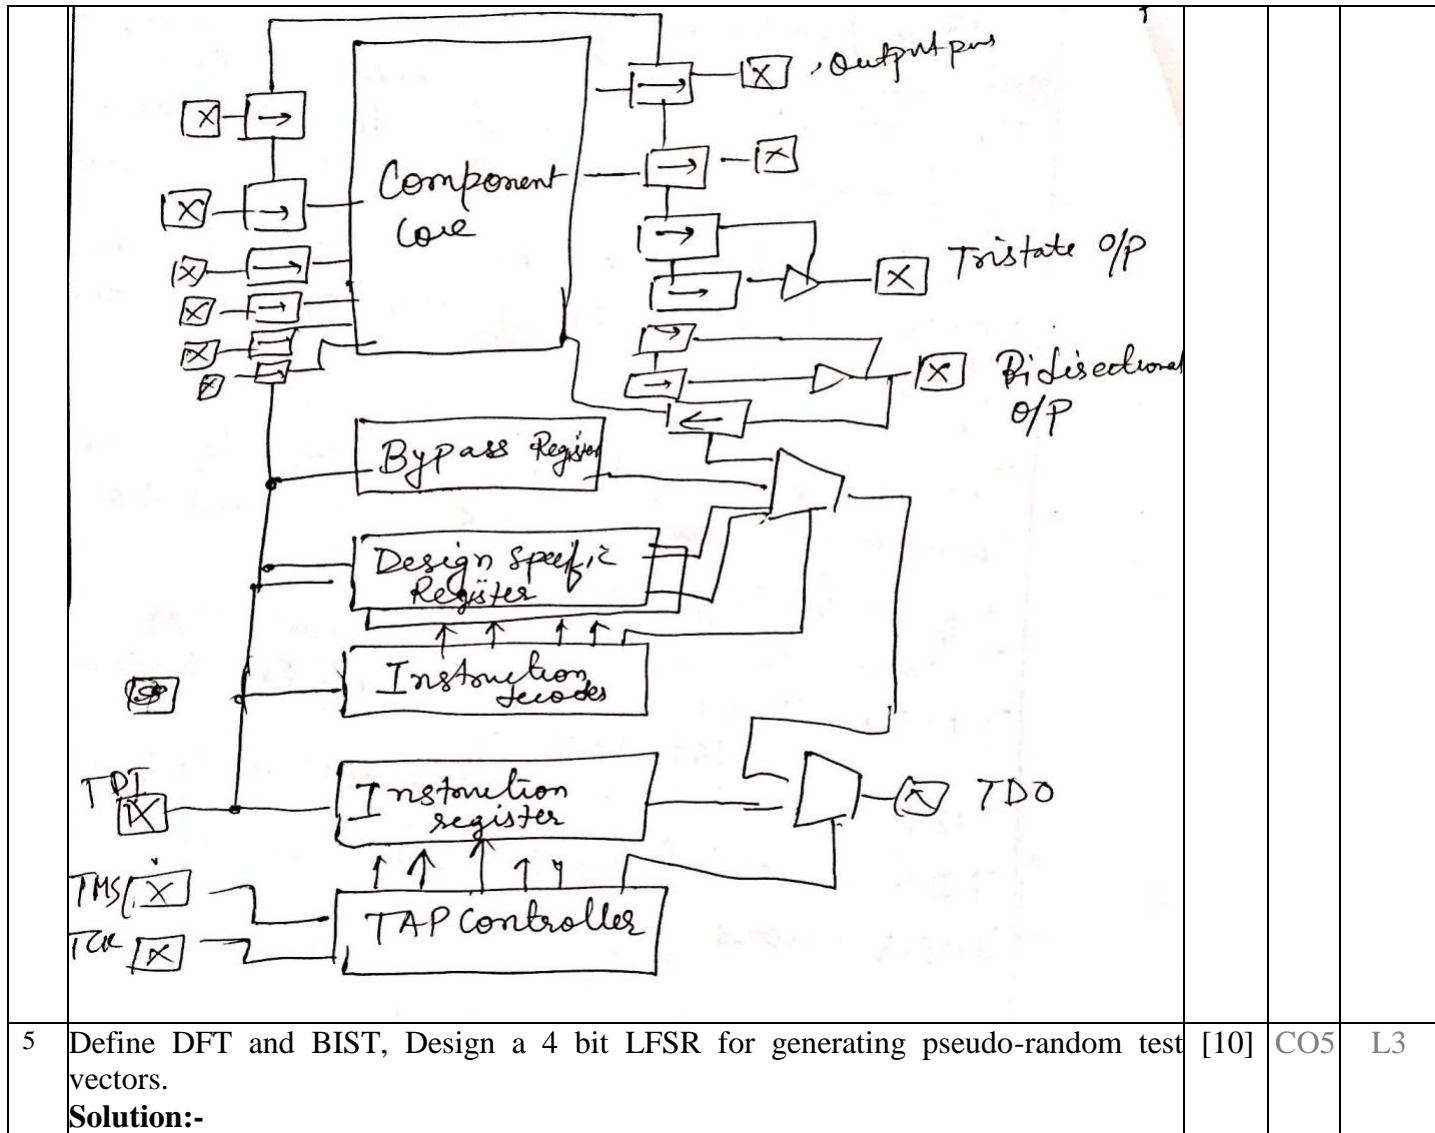 Output pins
Component
Core
Tristate O/P
Bidirectional
O/P
Bypass Register
Design Specific
Register
Instruction
decoder
TDI
Instruction
register
TDO
TMS
TCK
TAP Controller
5 Define DFT and BIST, Design a 4 bit LFSR for generating pseudo-random test [10] CO5 L3
vectors.
Solution:-